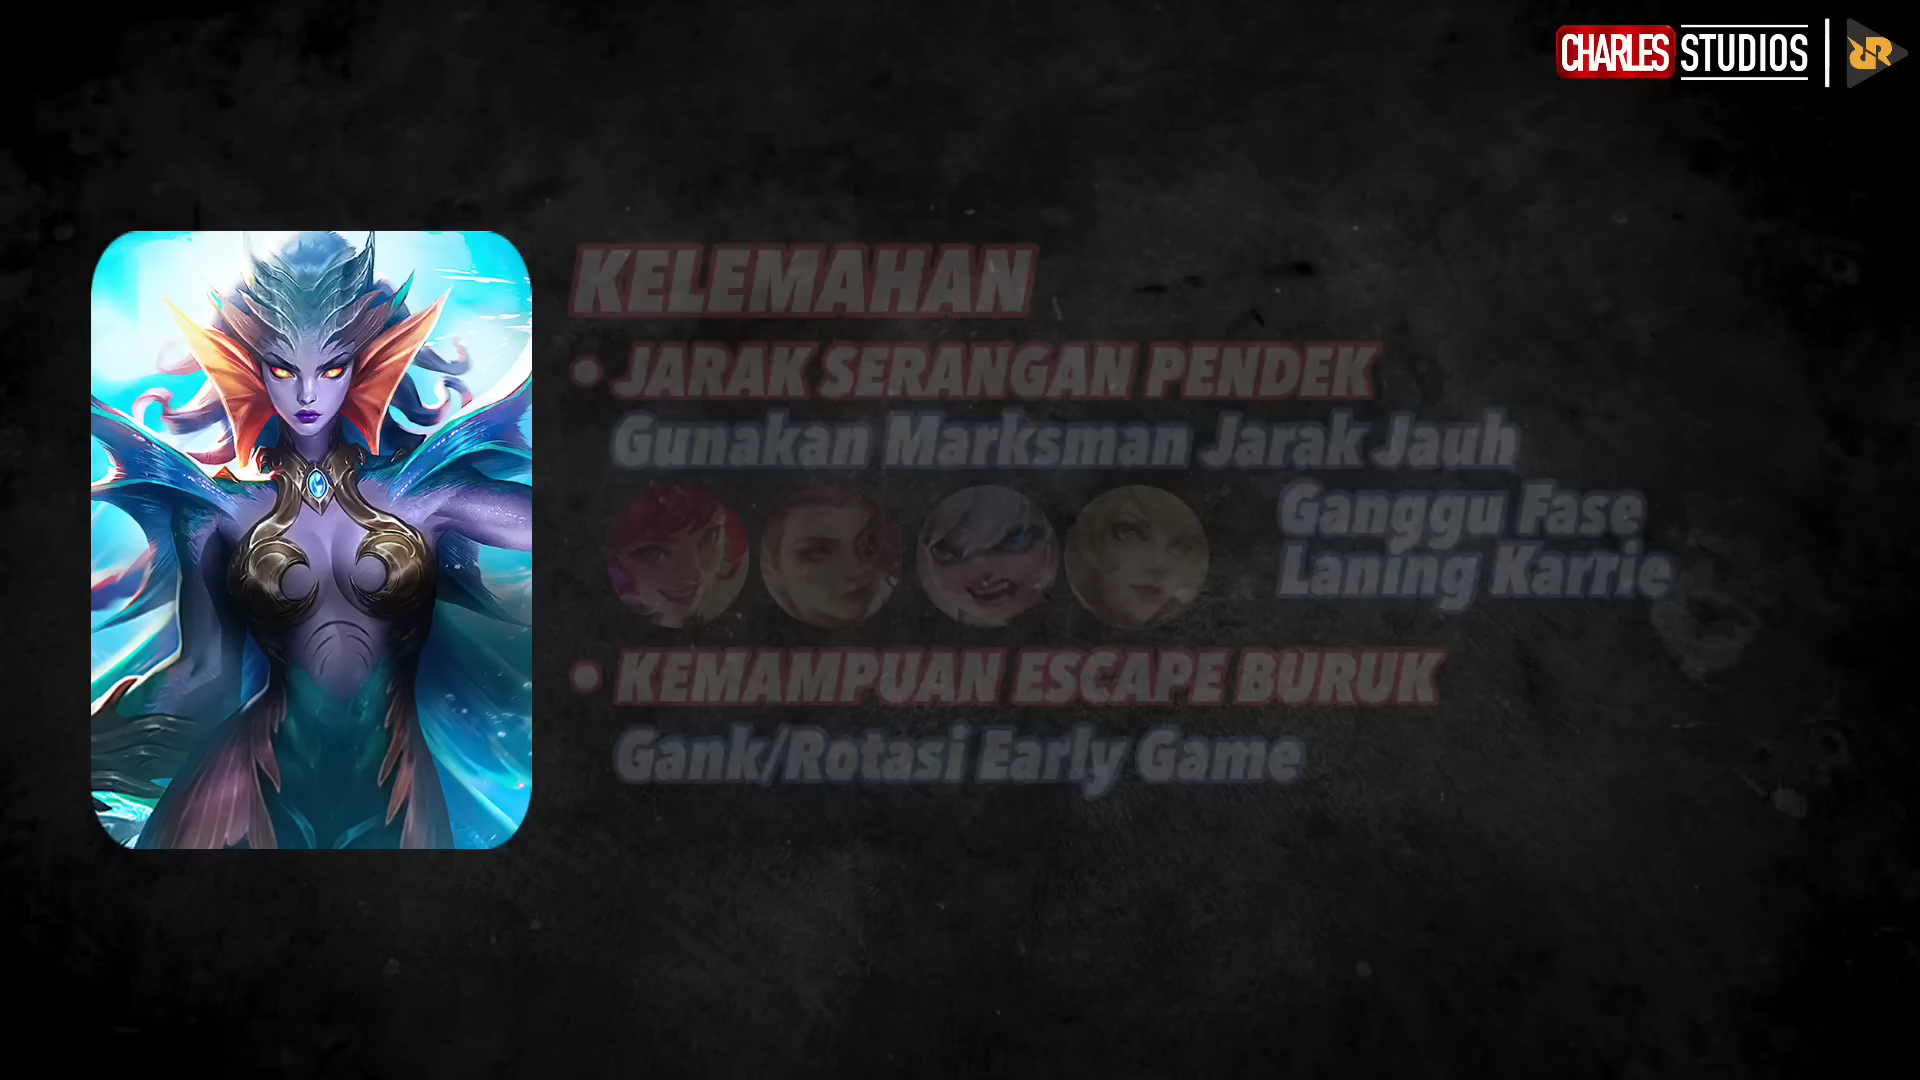 CHARLES STUDIOS
KELEMAHAN
• JARAK SERANGAN PENDEK
Gunakan Marksman Jarak Jauh
Ganggu Fase
Laning Karrie
• KEMAMPUAN ESCAPE BURUK
Gank/Rotasi Early Game